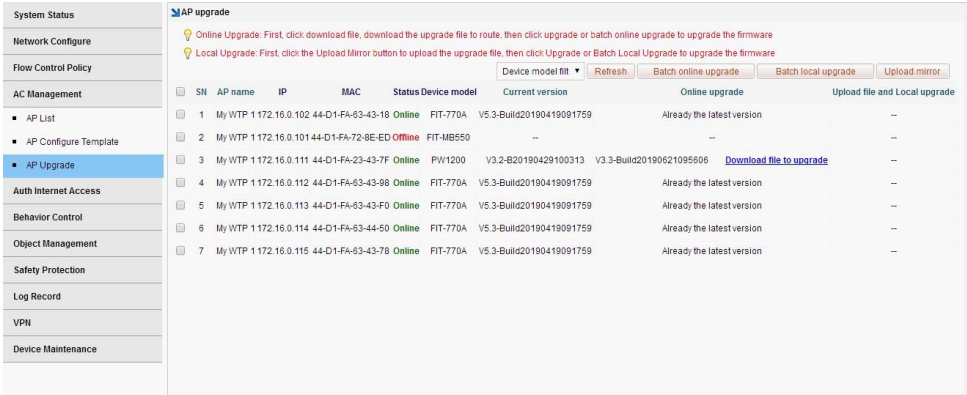 System Status
Network Configure
Flow Control Policy
AC Management
AP List
AP Configure Template
AP Upgrade
Auth Internet Access
Behavior Control
Object Management
Safety Protection
Log Record
VPN
Device Maintenance
AP upgrade
Online Upgrade: First, click download file, download the upgrade file to route, then click upgrade or batch online upgrade to upgrade the firmware
Local Upgrade: First, click the Upload Mirror button to upload the upgrade file, then click Upgrade or Batch Local Upgrade to upgrade the firmware
Device model filt Refresh Batch online upgrade Batch local upgrade Upload mirror
SN AP name IP MAC Status Device model Current version Online upgrade Upload file and Local upgrade
1 My WTP 1 172.16.0.102 44-D1-FA-63-43-18 Online FIT-770A V5.3-Build20190419091759 Already the latest version --
2 My WTP 1 172.16.0.101 44-D1-FA-72-8E-ED Offline FIT-MB550 -- -- --
3 My WTP 1 172.16.0.111 44-D1-FA-23-43-7F Online PW1200 V3.2-B20190429100313 V3.3-Build20190621095606 Download file to upgrade --
4 My WTP 1 172.16.0.112 44-D1-FA-63-43-98 Online FIT-770A V5.3-Build20190419091759 Already the latest version --
5 My WTP 1 172.16.0.113 44-D1-FA-63-43-F0 Online FIT-770A V5.3-Build20190419091759 Already the latest version --
6 My WTP 1 172.16.0.114 44-D1-FA-63-44-50 Online FIT-770A V5.3-Build20190419091759 Already the latest version --
7 My WTP 1 172.16.0.115 44-D1-FA-63-43-78 Online FIT-770A V5.3-Build20190419091759 Already the latest version --